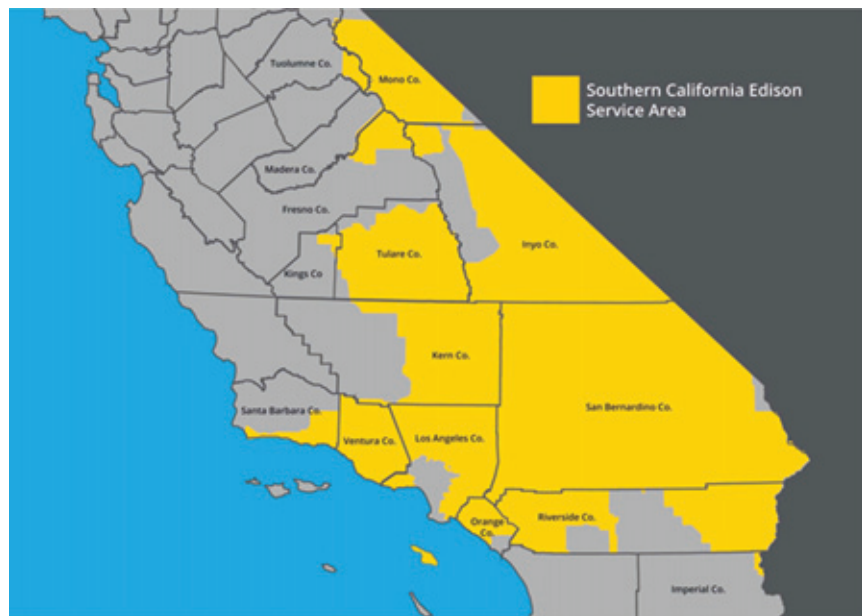 Tuolumne Co.
Mono Co.
Southern California Edison
Service Area
Madera Co.
Fresno Co.
Inyo Co.
Tulare Co.
Kings Co
Kern Co.
San Bernardino Co.
Santa Barbara Co.
Ventura Co.
Los Angeles Co.
Orange
Co.
Riverside Co.
Imperial Co.